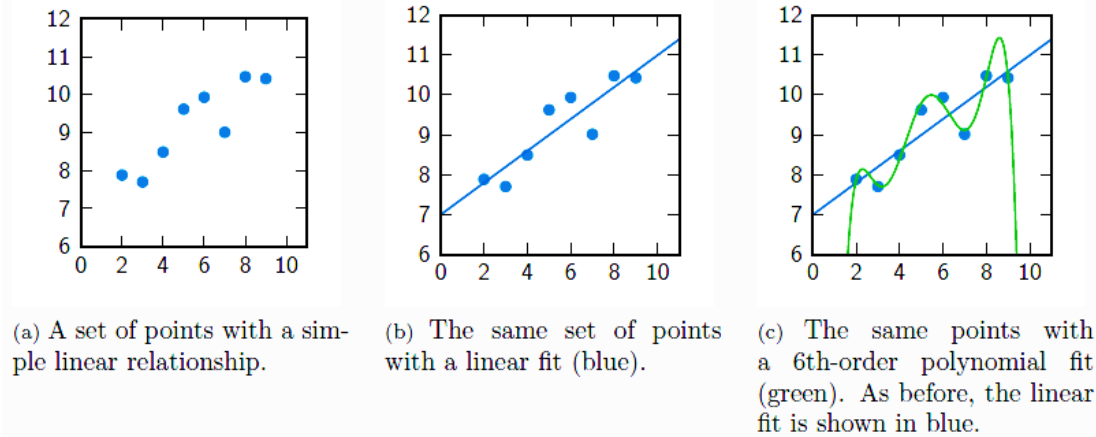 12
11
10
9
8
7
6
0 2 4 6 8 10
(a) A set of points with a sim-
ple linear relationship.
12
11
10
9
8
7
6
0 2 4 6 8 10
(b) The same set of points
with a linear fit (blue).
12
11
10
9
8
7
6
0 2 4 6 8 10
(c) The same points with
a 6th-order polynomial fit
(green). As before, the linear
fit is shown in blue.